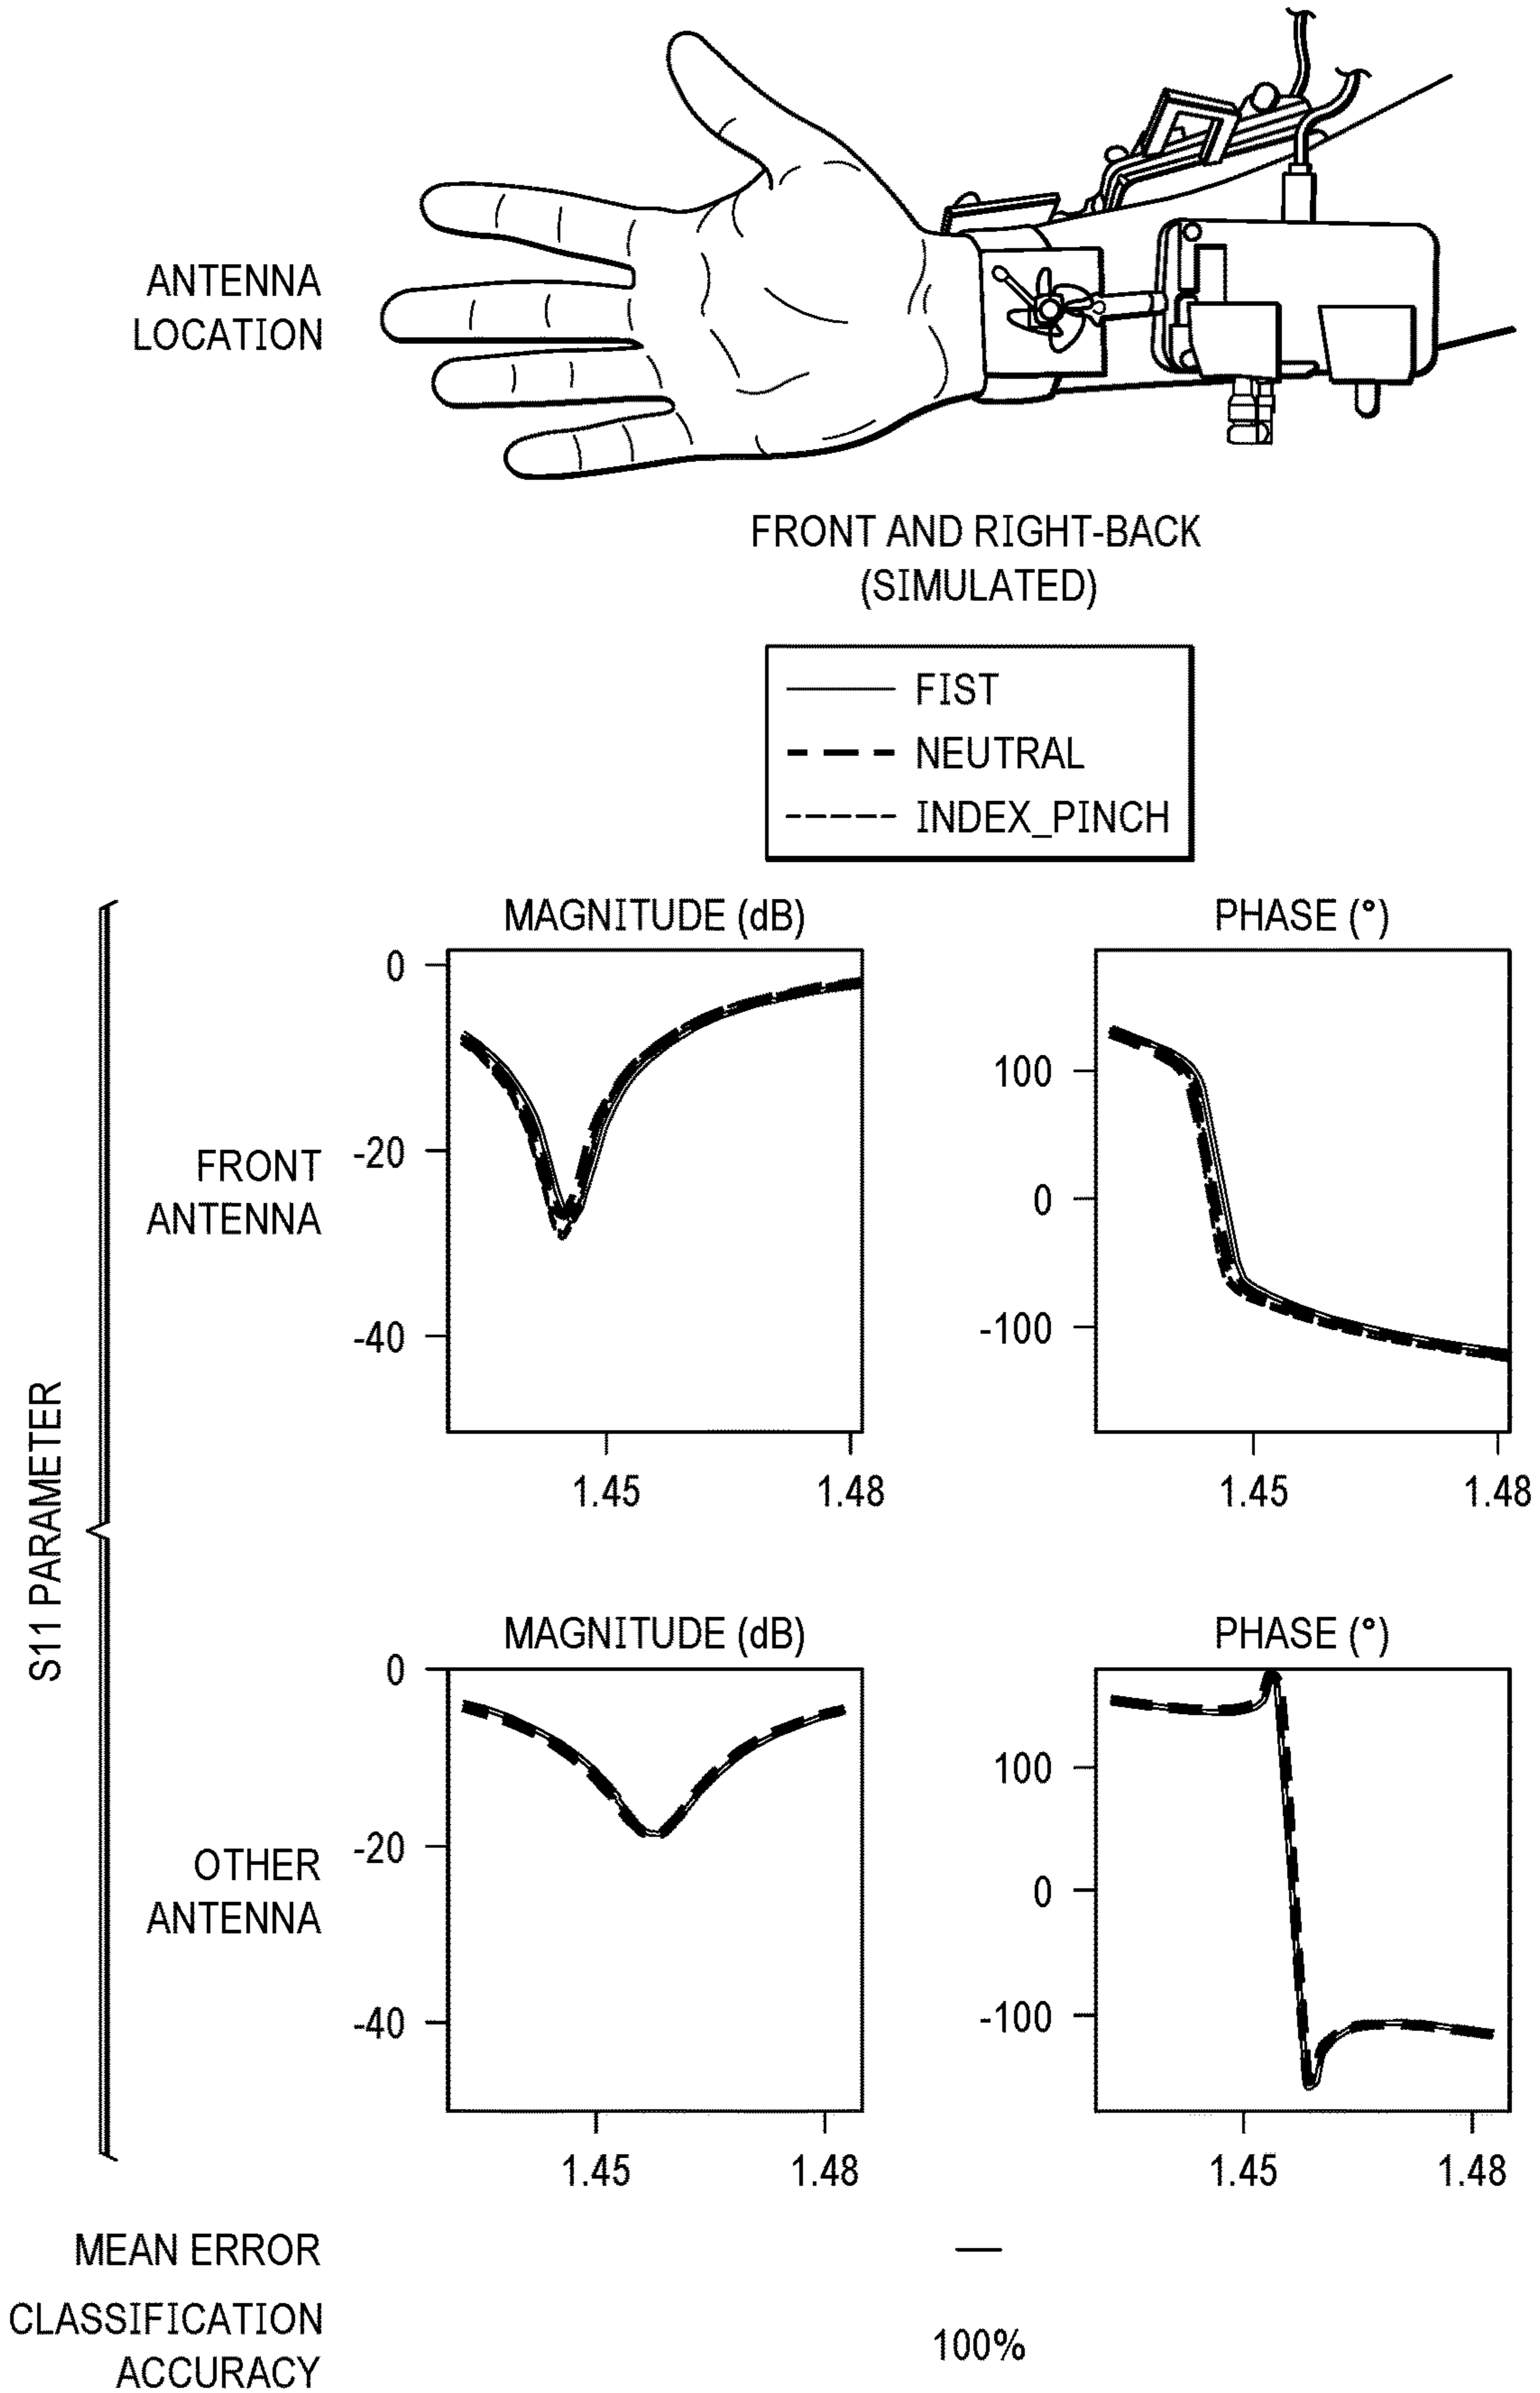 ANTENNA
LOCATION
FRONT AND RIGHT-BACK
(SIMULATED)
FIST
NEUTRAL
INDEX_PINCH
S11 PARAMETER
FRONT
ANTENNA
MAGNITUDE (dB)
0
-20
-40
1.45
1.48
PHASE (°)
100
0
-100
1.45
1.48
OTHER
ANTENNA
MAGNITUDE (dB)
0
-20
-40
1.45
1.48
PHASE (°)
100
0
-100
1.45
1.48
MEAN ERROR
—
CLASSIFICATION
ACCURACY
100%